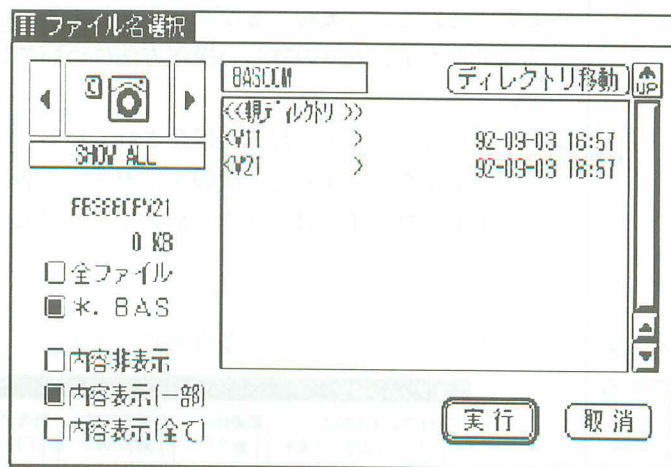 ファイル名選択
C
SHOW ALL
0 KB
全ファイル
*. BAS
内容非表示
内容表示(一部)
内容表示(全て)
BASCOM
ディレクトリ移動
UP
<<親ディレクトリ >>
<V11 > 92-09-03 16:57
<V21 > 92-09-03 16:57
実行
取消